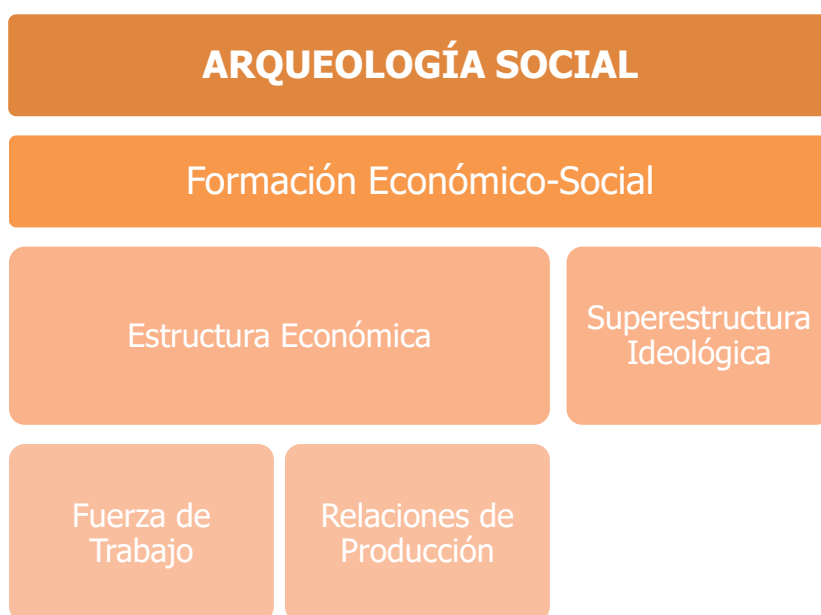 ARQUEOLOGÍA SOCIAL
Formación Económico-Social
Estructura Económica
Superestructura
Ideológica
Fuerza de
Trabajo
Relaciones de
Producción